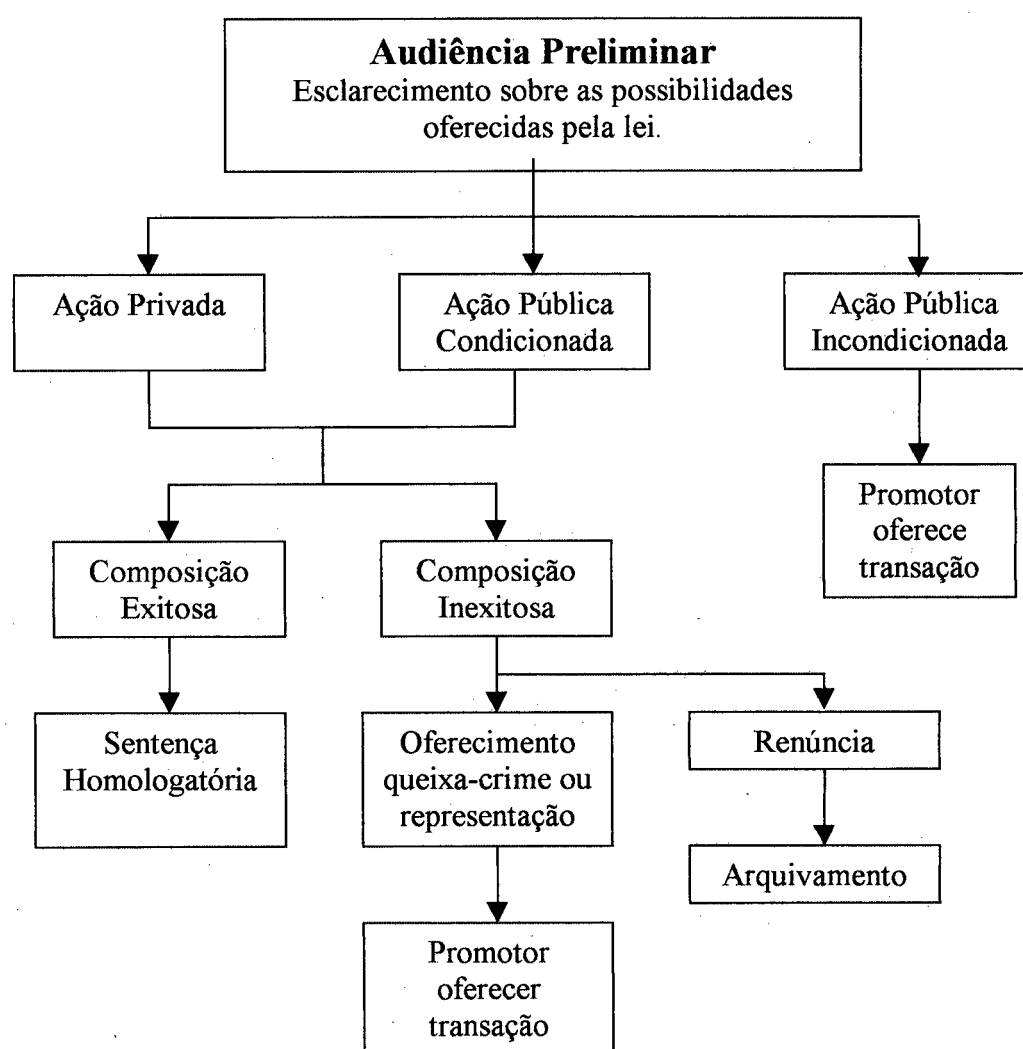 Audiência Preliminar
Esclarecimento sobre as possibilidades
oferecidas pela lei.
Ação Privada
Ação Pública
Condicionada
Ação Pública
Incondicionada
Promotor
oferece
transação
Composição
Exitosa
Composição
Inexitosa
Sentença
Homologatória
Oferecimento
queixa-crime ou
representação
Renúncia
Arquivamento
Promotor
oferecer
transação